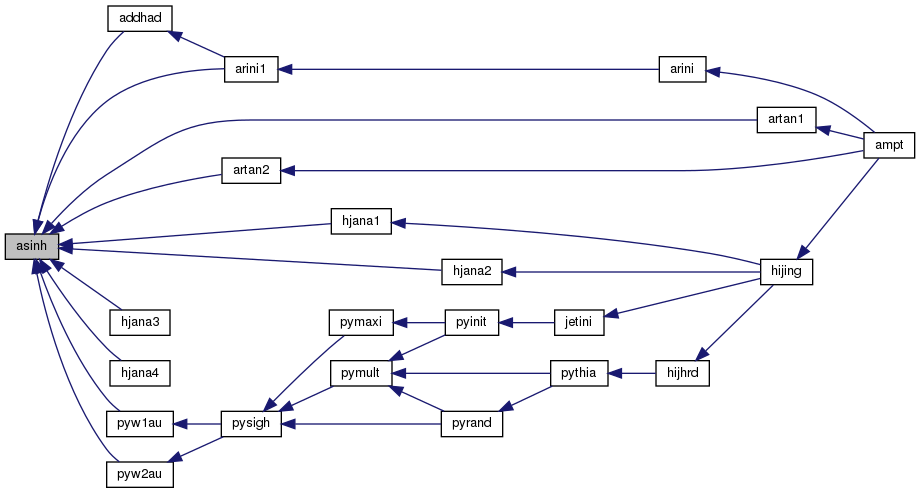 addhad
arini1
arini
artan1
ampt
artan2
hjana1
asinh
hjana2
hijing
hjana3
pymaxi
pyinit
jetini
hjana4
pymult
pythia
hijhrd
pyw1au
pysigh
pyrand
pyw2au